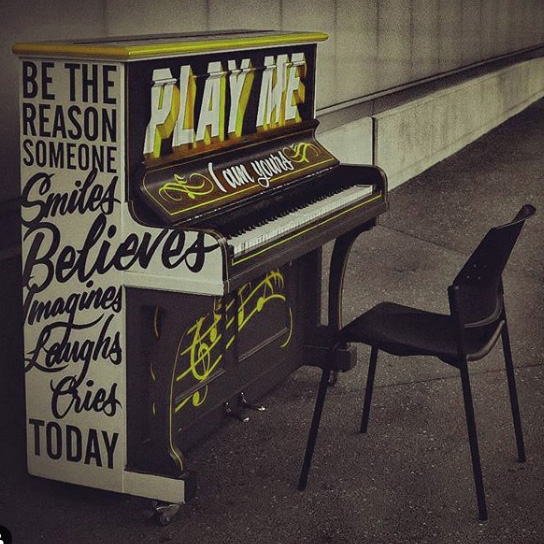 BE THE
REASON
SOMEONE
Smiles
Believes
Imagines
Laughs
Cries
TODAY
PLAY ME
I am yours